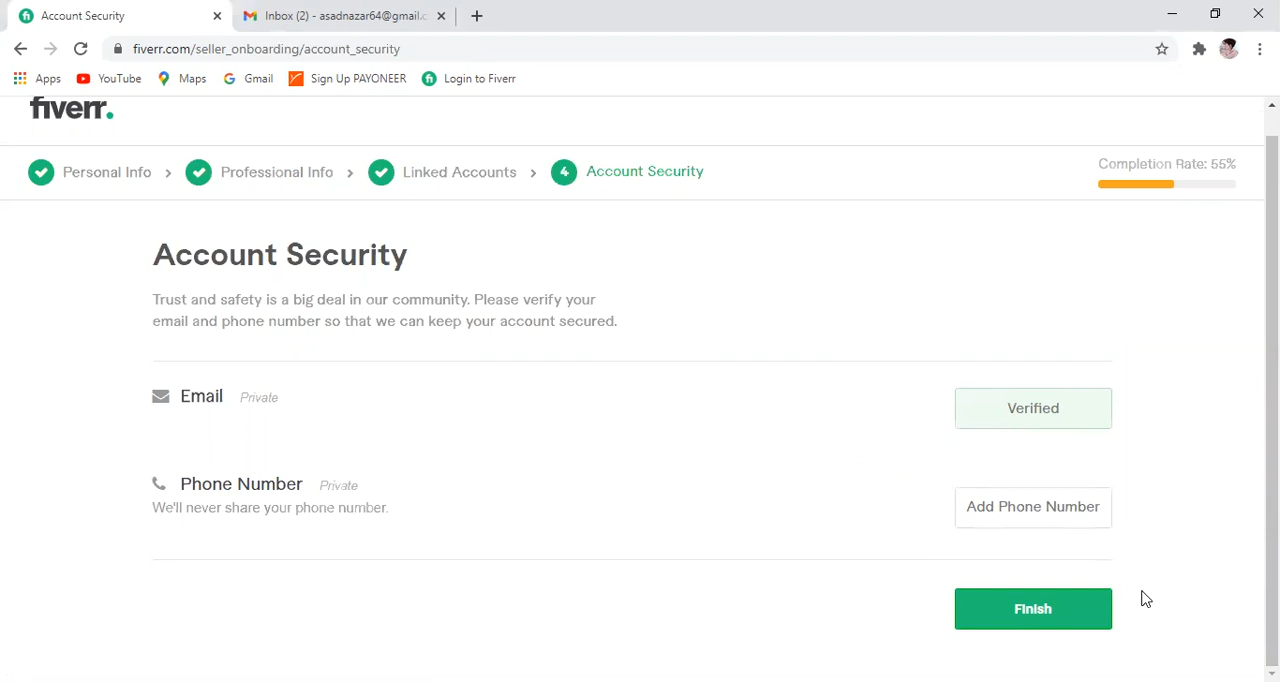 Account Security
Inbox (2) - asadnazar64@gmail.c
fiverr.com/seller_onboarding/account_security
Apps YouTube Maps Gmail Sign Up PAYONEER Login to Fiverr
fiverr.
Personal Info > Professional Info > Linked Accounts > 4 Account Security
Completion Rate: 55%
Account Security
Trust and safety is a big deal in our community. Please verify your
email and phone number so that we can keep your account secured.
Email Private
Verified
Phone Number Private
We'll never share your phone number.
Add Phone Number
Finish